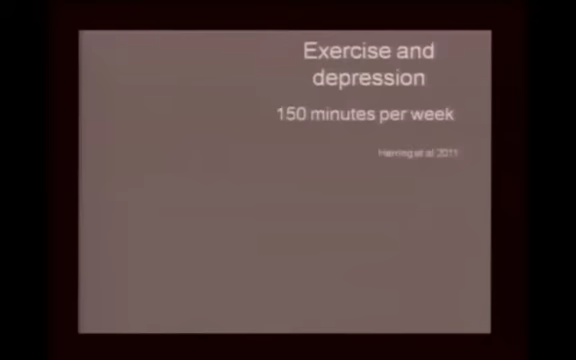 Exercise and
depression
150 minutes per week
Herring et al 2011